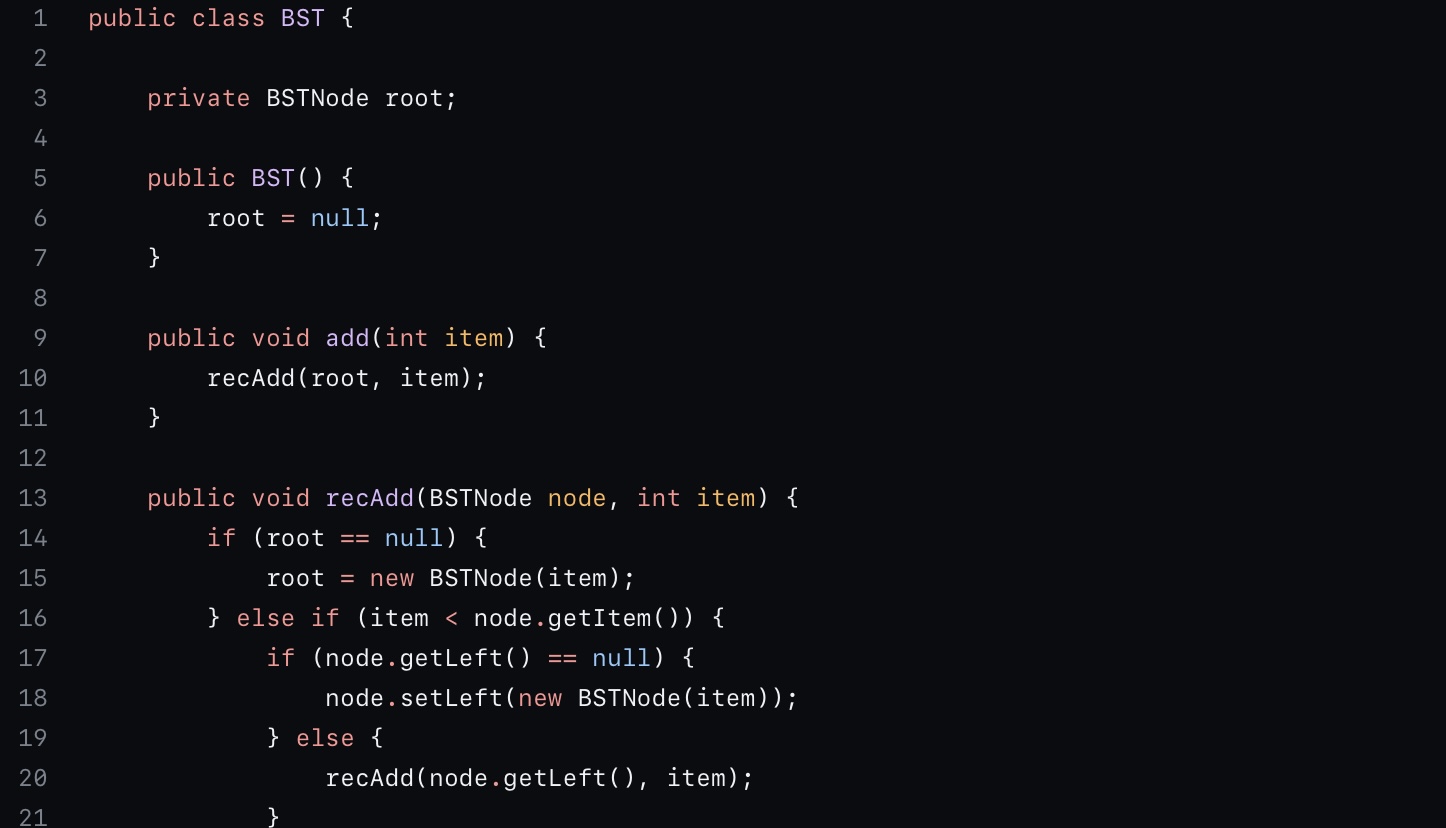 1 public class BST {
2
3     private BSTNode root;
4
5     public BST() {
6         root = null;
7     }
8
9     public void add(int item) {
10         recAdd(root, item);
11     }
12
13     public void recAdd(BSTNode node, int item) {
14         if (root == null) {
15             root = new BSTNode(item);
16         } else if (item < node.getItem()) {
17             if (node.getLeft() == null) {
18                 node.setLeft(new BSTNode(item));
19             } else {
20                 recAdd(node.getLeft(), item);
21             }